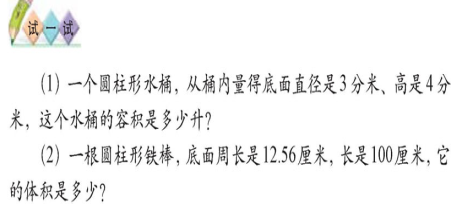 试一试
(1) 一个圆柱形水桶，从桶内量得底面直径是3分米、高是4分
米，这个水桶的容积是多少升?
(2) 一根圆柱形铁棒，底面周长是12.56厘米，长是100厘米，它
的体积是多少?